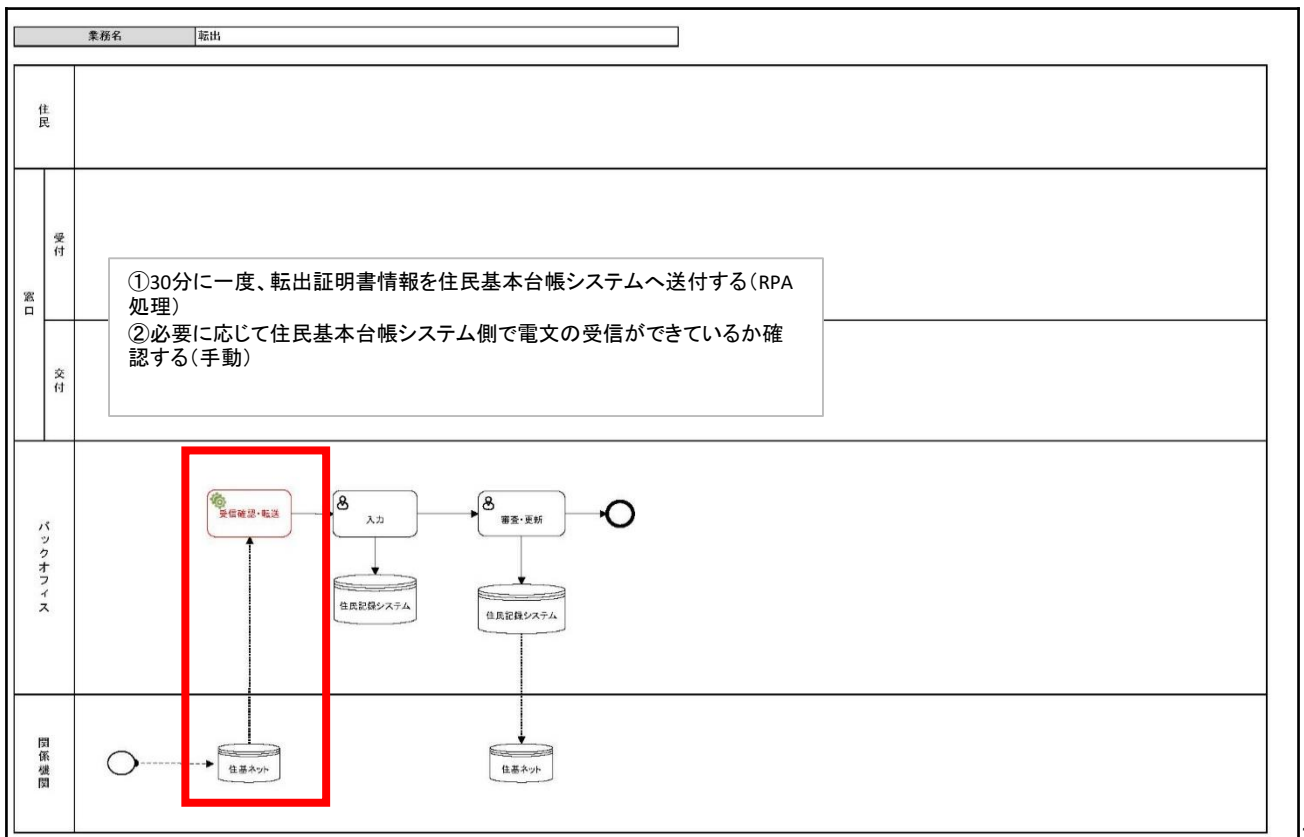 業務名 転出
住民
窓口
受付
①30分に一度、転出証明書情報を住民基本台帳システムへ送付する（RPA
処理）
②必要に応じて住民基本台帳システム側で電文の受信ができているか確
認する（手動）
交付
バックオフィス
受信確認・転送
入力
審査・更新
住民記録システム
住民記録システム
関係機関
住基ネット
住基ネット